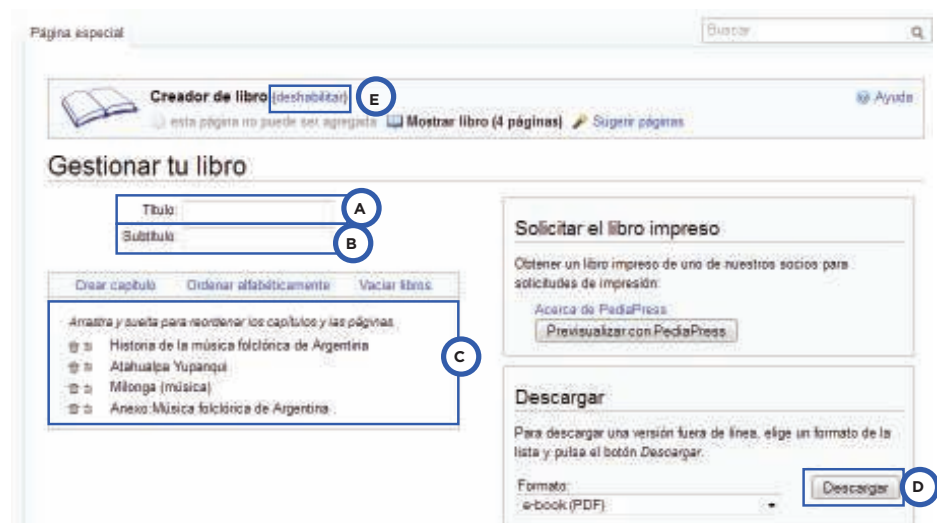 Página especial
Buscar
Creador de libro (deshabilitar)
E
Ayuda
esta página no puede ser agregada
Mostrar libro (4 páginas)
Sugerir páginas
Gestionar tu libro
Título:
A
Subtítulo:
B
Crear capítulo
Ordenar alfabéticamente
Vaciar libros
Arrastra y suelta para reordenar los capítulos y las páginas
Historia de la música folclórica de Argentina
Atahualpa Yupanqui
Milonga (música)
Anexo:Música folclórica de Argentina
C
Solicitar el libro impreso
Obtener un libro impreso de uno de nuestros socios para
solicitudes de impresión:
Acerca de PediaPress
Previsualizar con PediaPress
Descargar
Para descargar una versión fuera de línea, elige un formato de la
lista y pulsa el botón Descargar.
Formato:
e-book (PDF)
Descargar
D